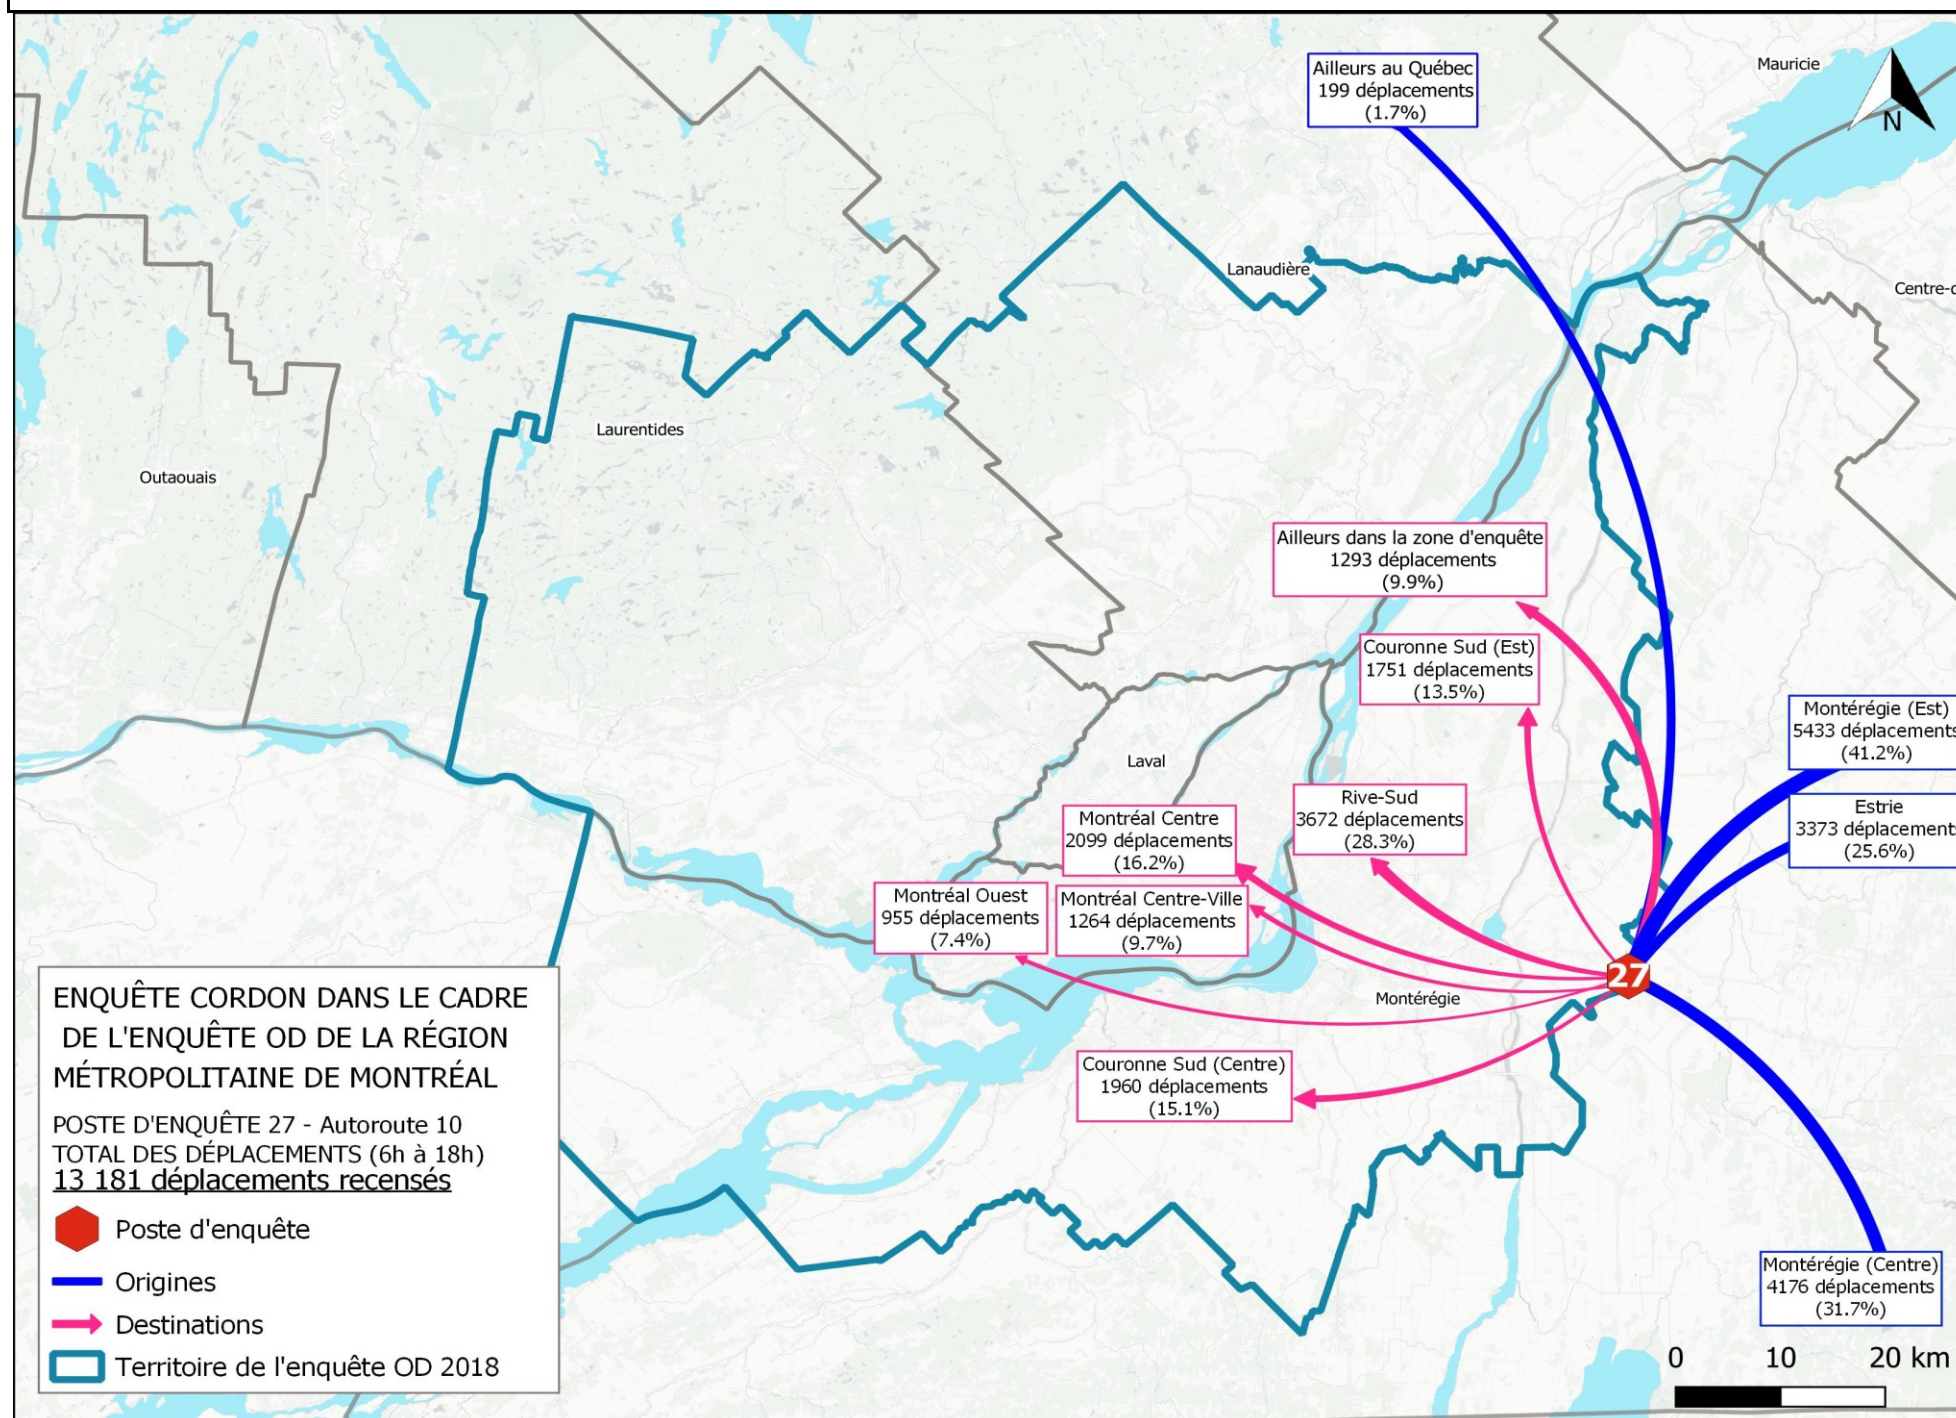 Ailleurs au Québec
199 déplacements
(1.7%)
Mauricie
N
Lanaudière
Centre-d
Laurentides
Outaouais
Ailleurs dans la zone d'enquête
1293 déplacements
(9.9%)
Couronne Sud (Est)
1751 déplacements
(13.5%)
Montérégie (Est)
5433 déplacements
(41.2%)
Laval
Rive-Sud
3672 déplacements
(28.3%)
Estrie
3373 déplacements
(25.6%)
Montréal Centre
2099 déplacements
(16.2%)
Montréal Ouest
955 déplacements
(7.4%)
Montréal Centre-Ville
1264 déplacements
(9.7%)
27
Montérégie
Couronne Sud (Centre)
1960 déplacements
(15.1%)
Montérégie (Centre)
4176 déplacements
(31.7%)
ENQUÊTE CORDON DANS LE CADRE
DE L'ENQUÊTE OD DE LA RÉGION
MÉTROPOLITAINE DE MONTRÉAL
POSTE D'ENQUÊTE 27 - Autoroute 10
TOTAL DES DÉPLACEMENTS (6h à 18h)
13 181 déplacements recensés
Poste d'enquête
Origines
Destinations
Territoire de l'enquête OD 2018
0 10 20 km